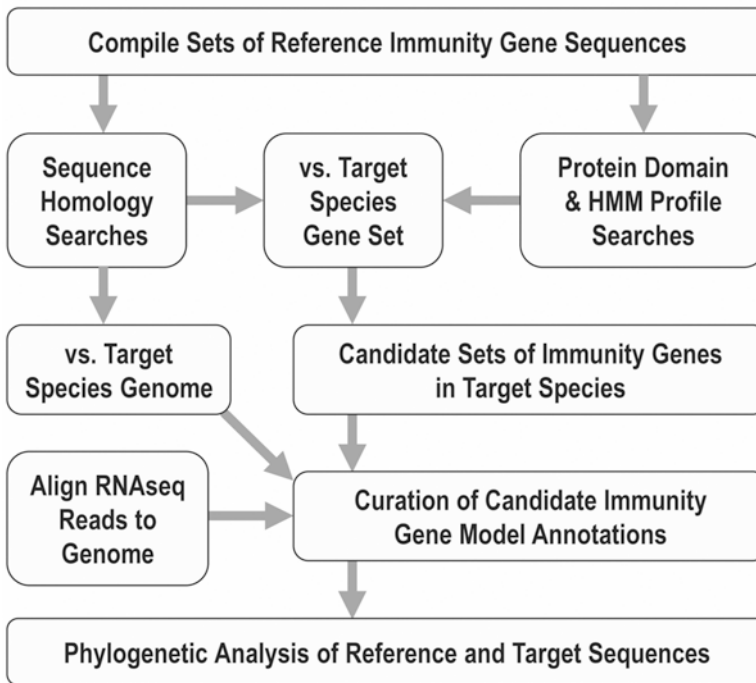 Compile Sets of Reference Immunity Gene Sequences
Sequence
Homology
Searches
vs. Target
Species
Gene Set
Protein Domain
& HMM Profile
Searches
vs. Target
Species Genome
Candidate Sets of Immunity Genes
in Target Species
Align RNAseq
Reads to
Genome
Curation of Candidate Immunity
Gene Model Annotations
Phylogenetic Analysis of Reference and Target Sequences